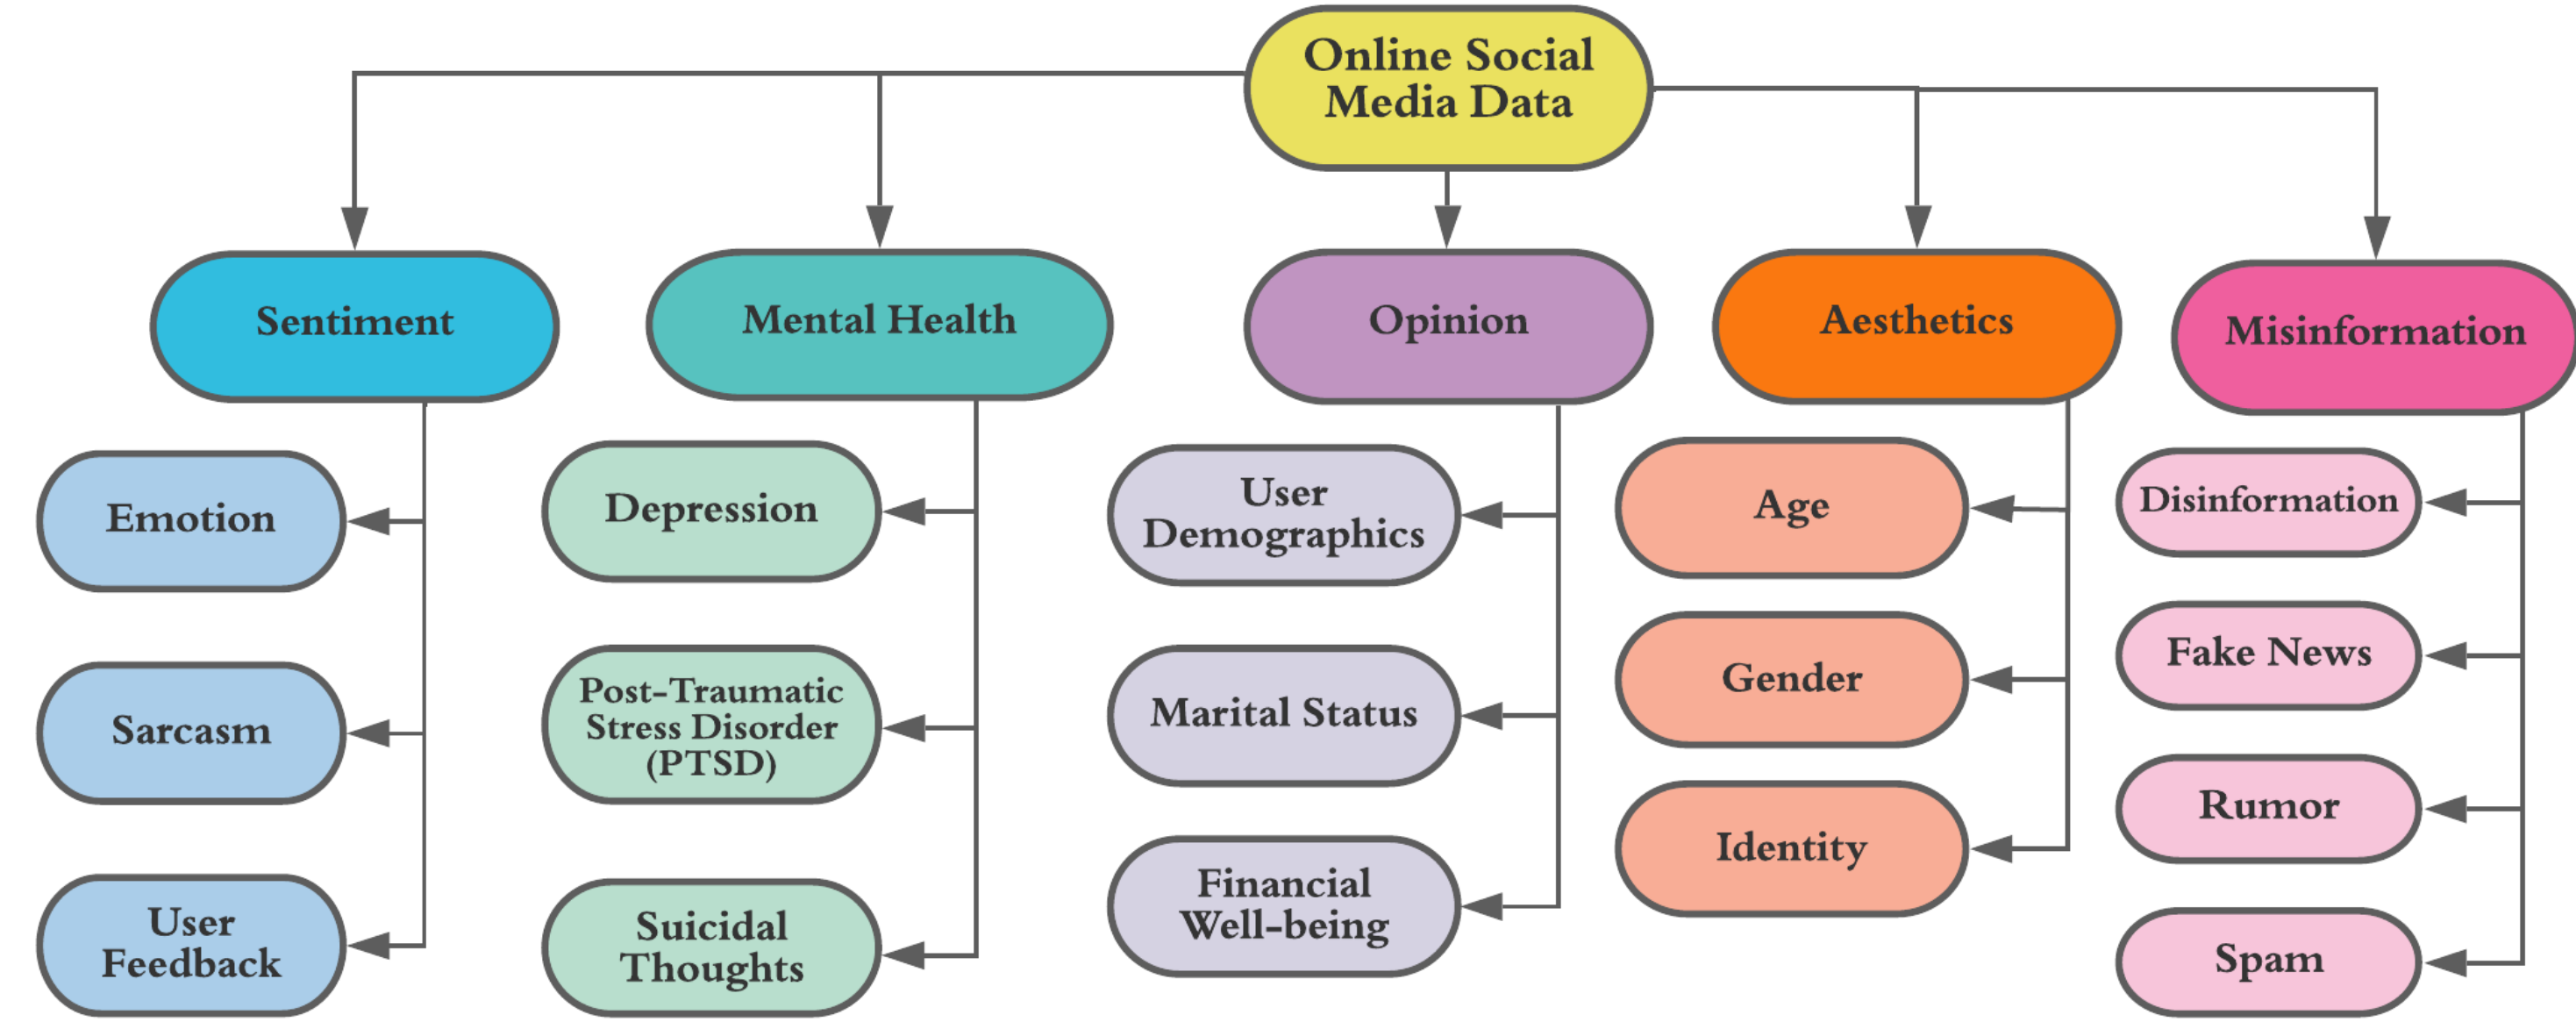 Online Social
Media Data
Sentiment
Mental Health
Opinion
Aesthetics
Misinformation
Emotion
Sarcasm
User
Feedback
Depression
Post-Traumatic
Stress Disorder
(PTSD)
Suicidal
Thoughts
User
Demographics
Marital Status
Financial
Well-being
Age
Gender
Identity
Disinformation
Fake News
Rumor
Spam